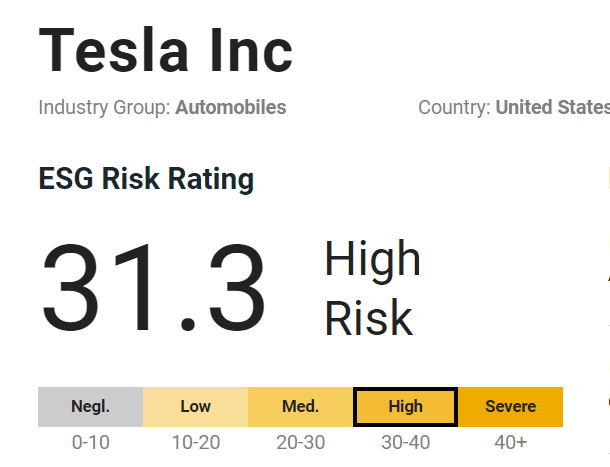 Tesla Inc
Industry Group: Automobiles Country: United States
ESG Risk Rating
31.3 High
Risk
Negl. Low Med. High Severe
0-10 10-20 20-30 30-40 40+